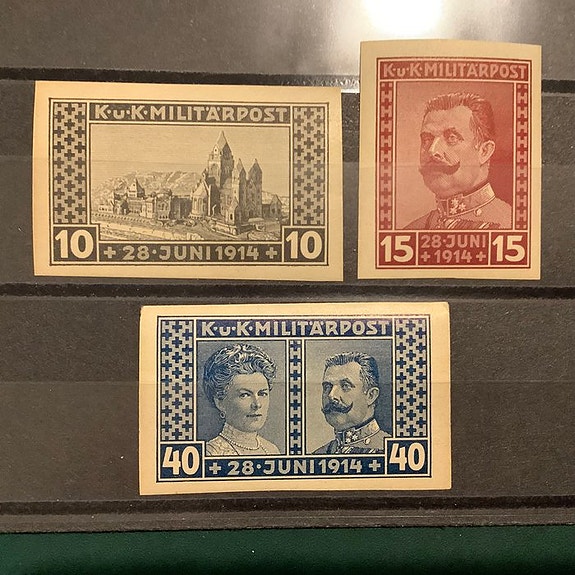 K·u·K·MILITÄRPOST
10 + 28·JUNI 1914 + 10
K·u·K·MILITÄRPOST
15 28·JUNI 15
+ 1914 +
K·u·K·MILITÄRPOST
40 + 28·JUNI 1914 + 40